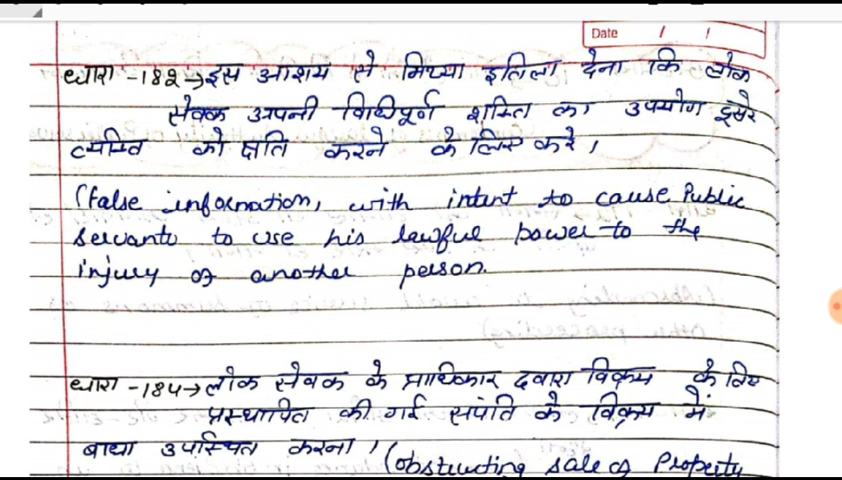 Date / /
धारा -182→इस आशय से मिथ्या इतिला देना कि लोक
सेवक अपनी विधिपूर्ण शक्ति का उपयोग दूसरे
व्यक्ति को क्षति करने के लिए करे।
(false information, with intent to cause Public
servants to use his lawful power to the
injury of another person.
धारा -184→लोक सेवक के प्राधिकार द्वारा विक्रय के लिए
प्रस्थापित की गई संपति के विक्रय में
बाधा उपस्थित करना। (obstructing sale of Property